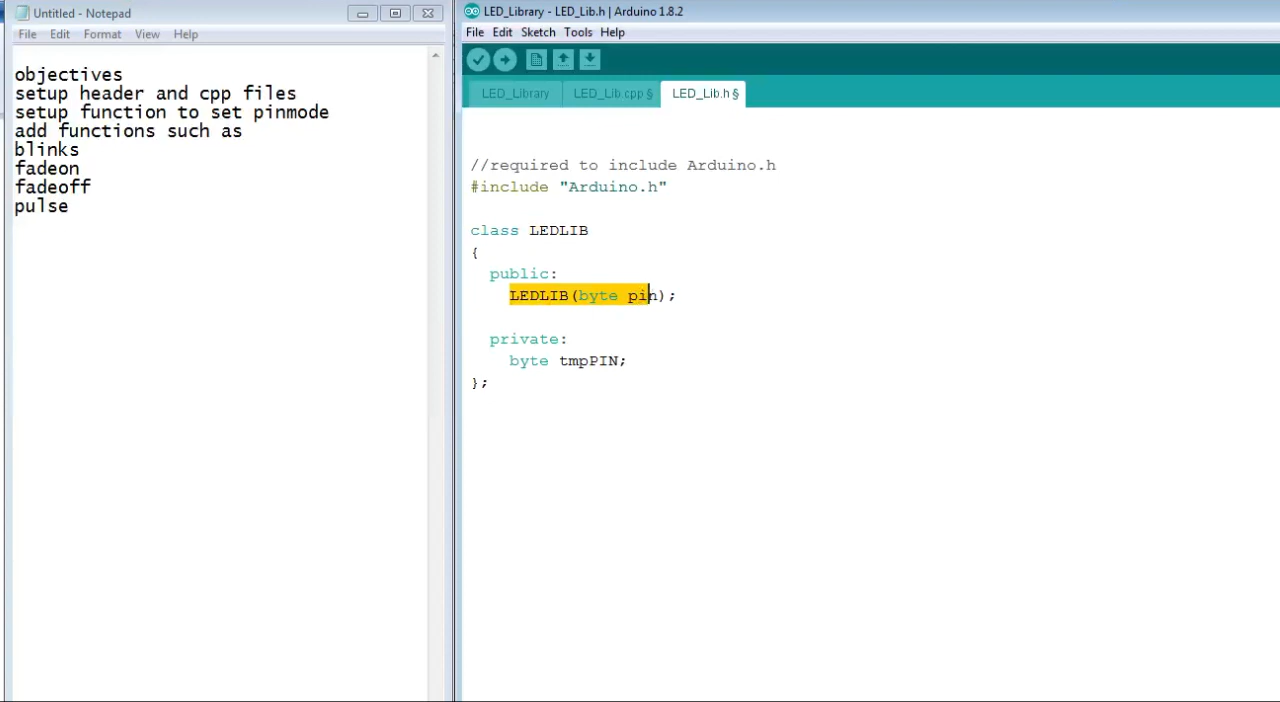 Untitled - Notepad
File Edit Format View Help
objectives
setup header and cpp files
setup function to set pinmode
add functions such as
blinks
fadeon
fadeoff
pulse
LED_Library - LED_Lib.h | Arduino 1.8.2
File Edit Sketch Tools Help
LED_Library LED_Lib.cpp § LED_Lib.h §
//required to include Arduino.h
#include "Arduino.h"
class LEDLIB
{
public:
LEDLIB(byte pin);
private:
byte tmpPIN;
};